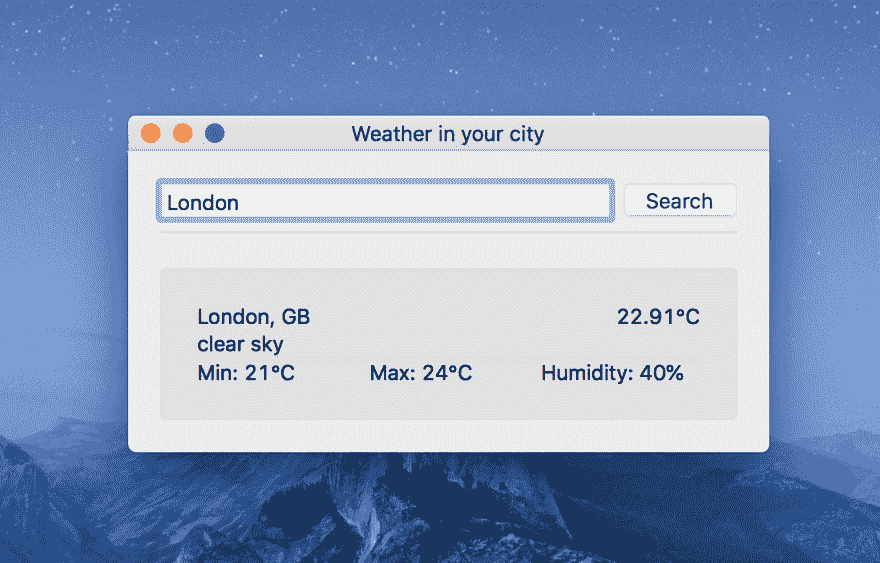 Weather in your city
London
Search
London, GB 22.91°C
clear sky
Min: 21°C Max: 24°C Humidity: 40%